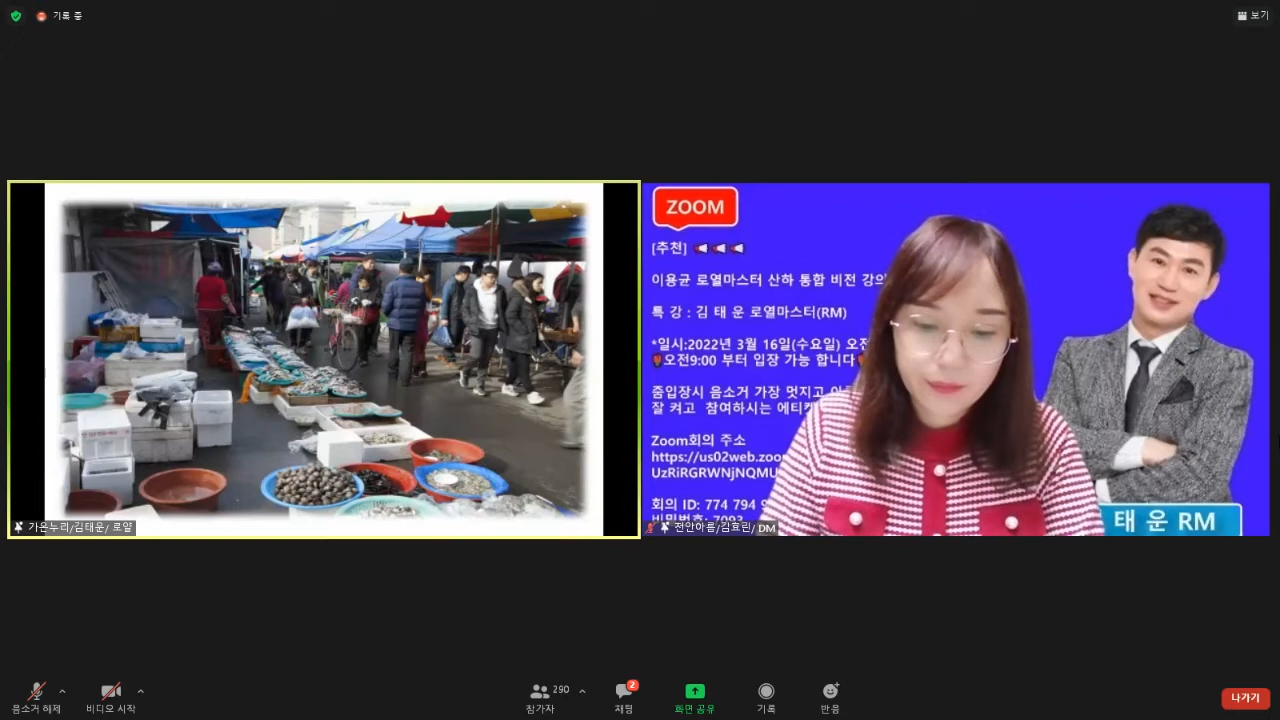 기록 중
보기
ZOOM
[추천]
이용균 로열마스터 산하 통합 비전 강의
특 강 : 김 태 운 로열마스터(RM)
*일시:2022년 3월 16일(수요일) 오전
오전9:00 부터 입장 가능 합니다
줌입장시 음소거 가장 멋지고
잘 켜고 참여하시는
Zoom회의 주소
https://us02web.zoo
UzRiRGRWNjNQMU
회의 ID: 774 794
비밀번호: 7093
태 운 RM
가온누리/김태운/ 로얄
천안아름/김효린/ DM
음소거 해제
비디오 시작
290
참가자
2
채팅
화면 공유
기록
반응
나가기